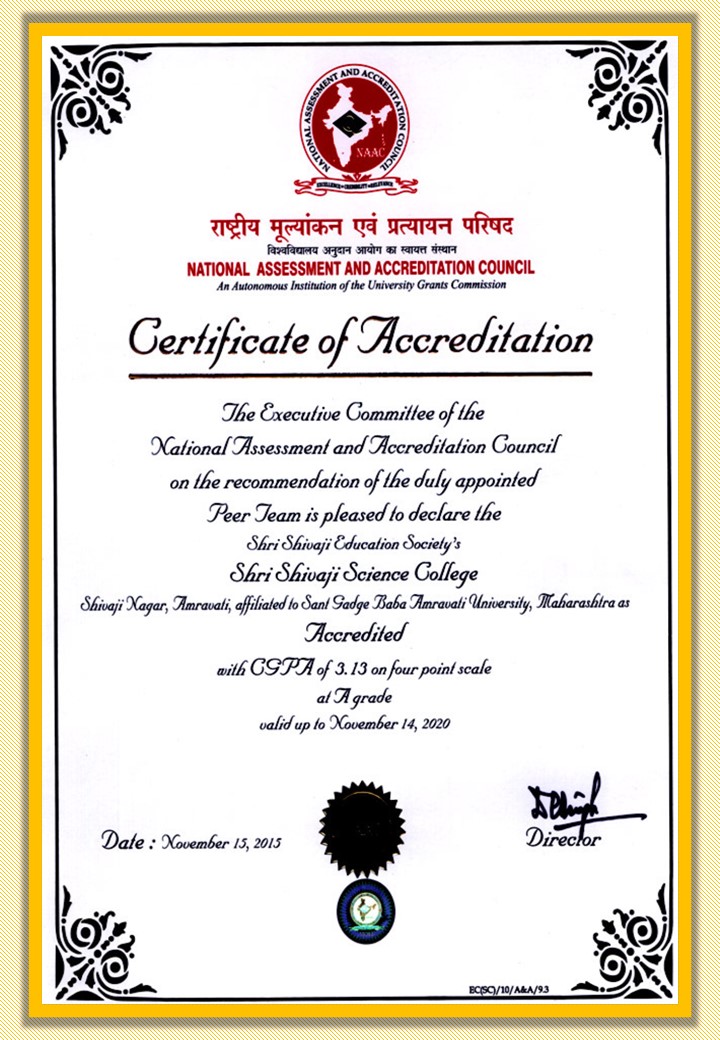 NATIONAL ASSESSMENT AND ACCREDITATION COUNCIL
NAAC
EXCELLENCE • CREDIBILITY • RELEVANCE
राष्ट्रीय मूल्यांकन एवं प्रत्यायन परिषद
विश्वविद्यालय अनुदान आयोग का स्वायत्त संस्थान
NATIONAL ASSESSMENT AND ACCREDITATION COUNCIL
An Autonomous Institution of the University Grants Commission
Certificate of Accreditation
The Executive Committee of the
National Assessment and Accreditation Council
on the recommendation of the duly appointed
Peer Team is pleased to declare the
Shri Shivaji Education Society's
Shri Shivaji Science College
Shivaji Nagar, Amravati, affiliated to Sant Gadge Baba Amravati University, Maharashtra as
Accredited
with CGPA of 3.13 on four point scale
at A grade
valid up to November 14, 2020
Date : November 15, 2015
Director
EC(SC)/10/A&A/9.3